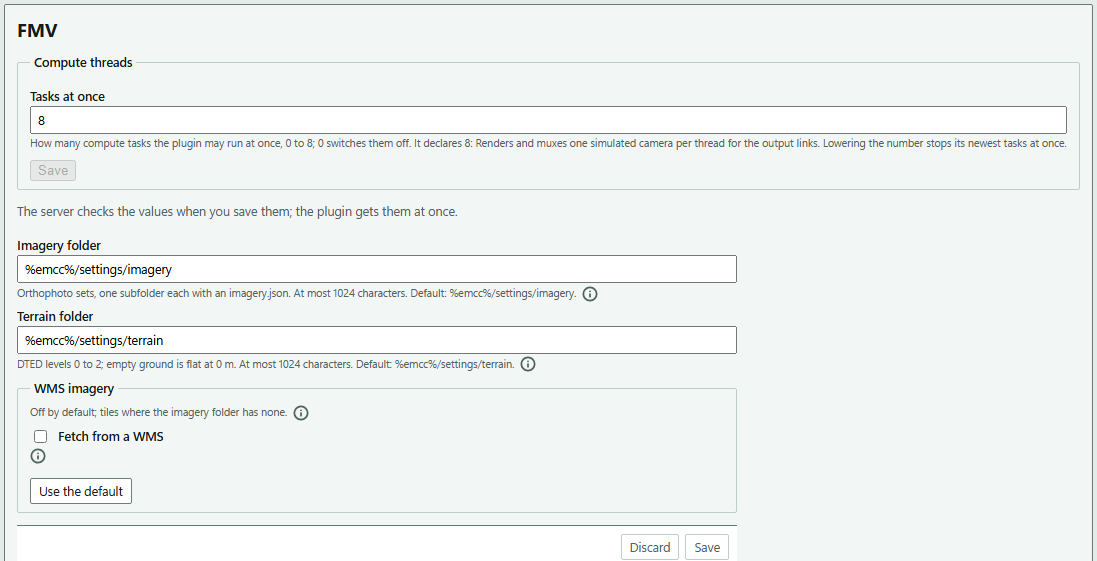 FMV
Compute threads
Tasks at once
8
How many compute tasks the plugin may run at once, 0 to 8; 0 switches them off. It declares 8: Renders and muxes one simulated camera per thread for the output links. Lowering the number stops its newest tasks at once.
Save
The server checks the values when you save them; the plugin gets them at once.
Imagery folder
%emcc%/settings/imagery
Orthophoto sets, one subfolder each with an imagery.json. At most 1024 characters. Default: %emcc%/settings/imagery.
Terrain folder
%emcc%/settings/terrain
DTED levels 0 to 2; empty ground is flat at 0 m. At most 1024 characters. Default: %emcc%/settings/terrain.
WMS imagery
Off by default; tiles where the imagery folder has none.
Fetch from a WMS
Use the default
Discard Save